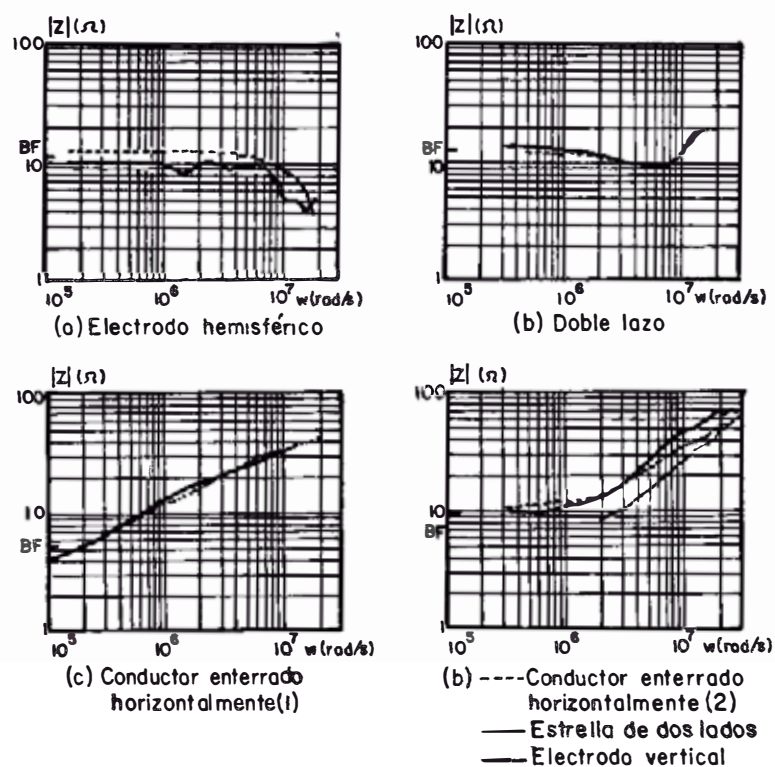 |Z| (Ω)
100
BF
10
1
10^5 10^6 10^7 w(rad/s)
(a) Electrodo hemisférico
|Z| (Ω)
100
BF
10
1
10^5 10^6 10^7 w(rad/s)
(b) Doble lazo
|Z| (Ω)
100
10
BF
1
10^5 10^6 10^7 w(rad/s)
(c) Conductor enterrado
horizontalmente(1)
|Z| (Ω)
100
10
BF
1
10^5 10^6 10^7 w(rad/s)
(b) ---- Conductor enterrado
horizontalmente (2)
Estrella de dos lados
Electrodo vertical